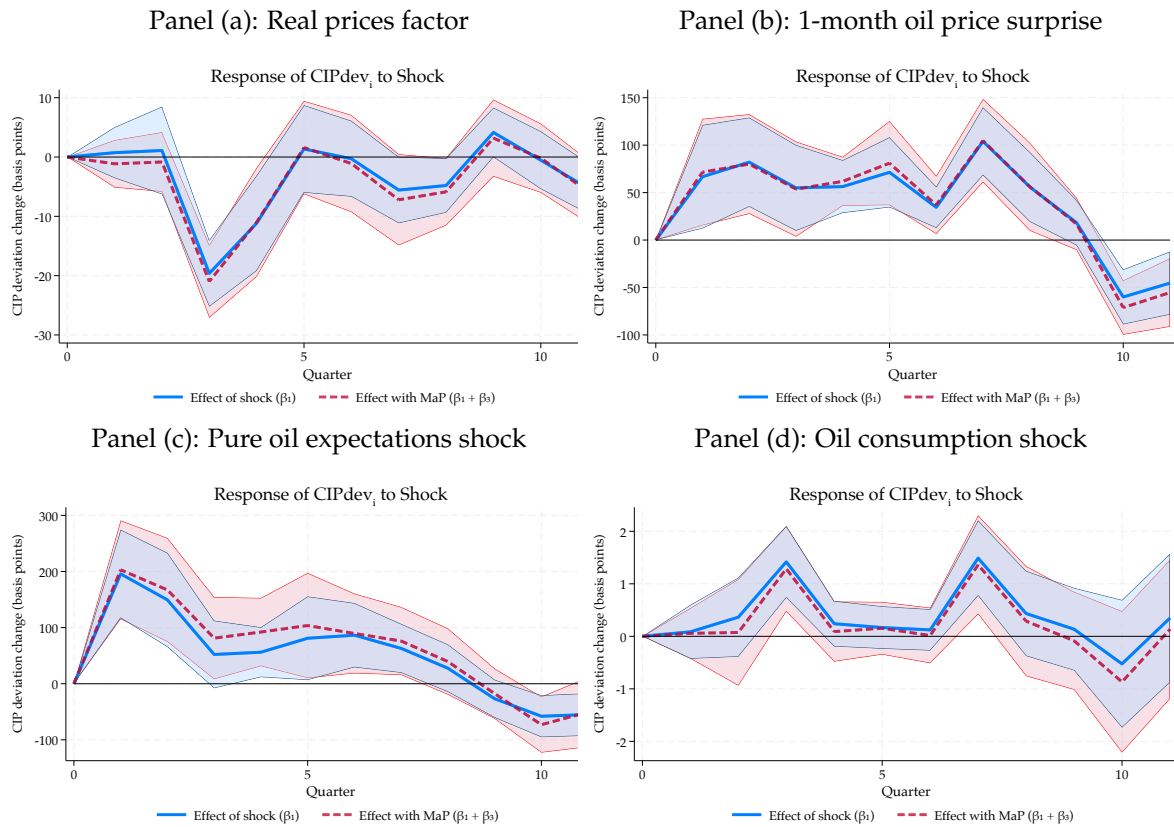 Panel (a): Real prices factor
Response of CIPdevᵢ to Shock
CIP deviation change (basis points)
10
0
-10
-20
-30
0 5 10
Quarter
Effect of shock (β₁) Effect with MaP (β₁ + β₃)
Panel (b): 1-month oil price surprise
Response of CIPdevᵢ to Shock
CIP deviation change (basis points)
150
100
50
0
-50
-100
0 5 10
Quarter
Effect of shock (β₁) Effect with MaP (β₁ + β₃)
Panel (c): Pure oil expectations shock
Response of CIPdevᵢ to Shock
CIP deviation change (basis points)
300
200
100
0
-100
0 5 10
Quarter
Effect of shock (β₁) Effect with MaP (β₁ + β₃)
Panel (d): Oil consumption shock
Response of CIPdevᵢ to Shock
CIP deviation change (basis points)
2
1
0
-1
-2
0 5 10
Quarter
Effect of shock (β₁) Effect with MaP (β₁ + β₃)